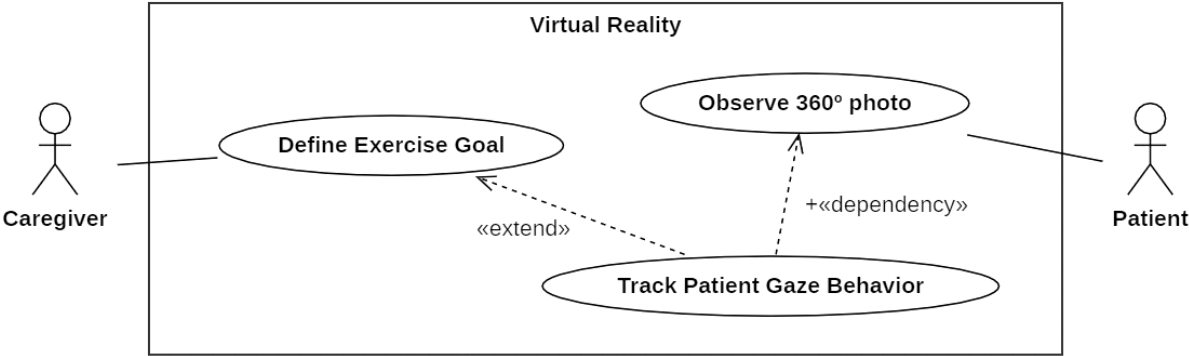 Virtual Reality
Observe 360º photo
Define Exercise Goal
+«dependency»
Caregiver
Patient
«extend»
Track Patient Gaze Behavior